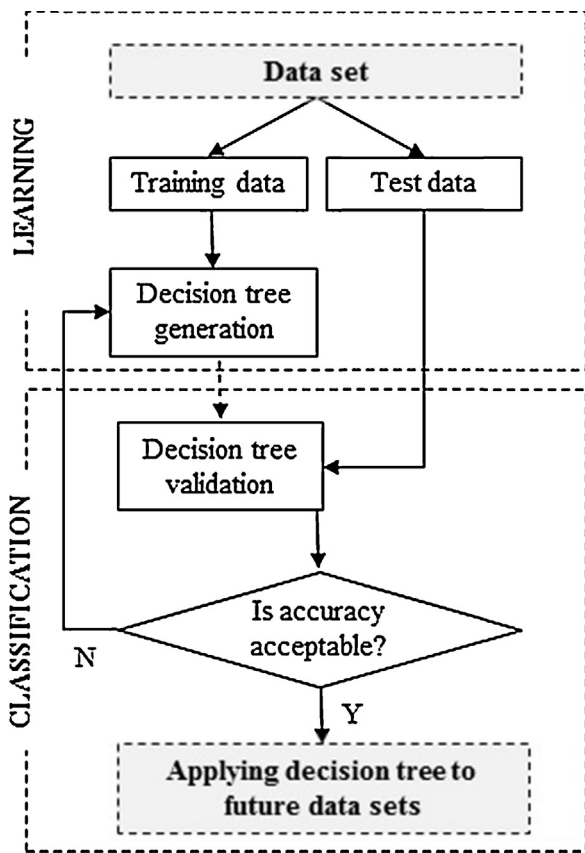 LEARNING
Data set
Training data
Test data
Decision tree
generation
CLASSIFICATION
Decision tree
validation
Is accuracy
acceptable?
N
Y
Applying decision tree to
future data sets